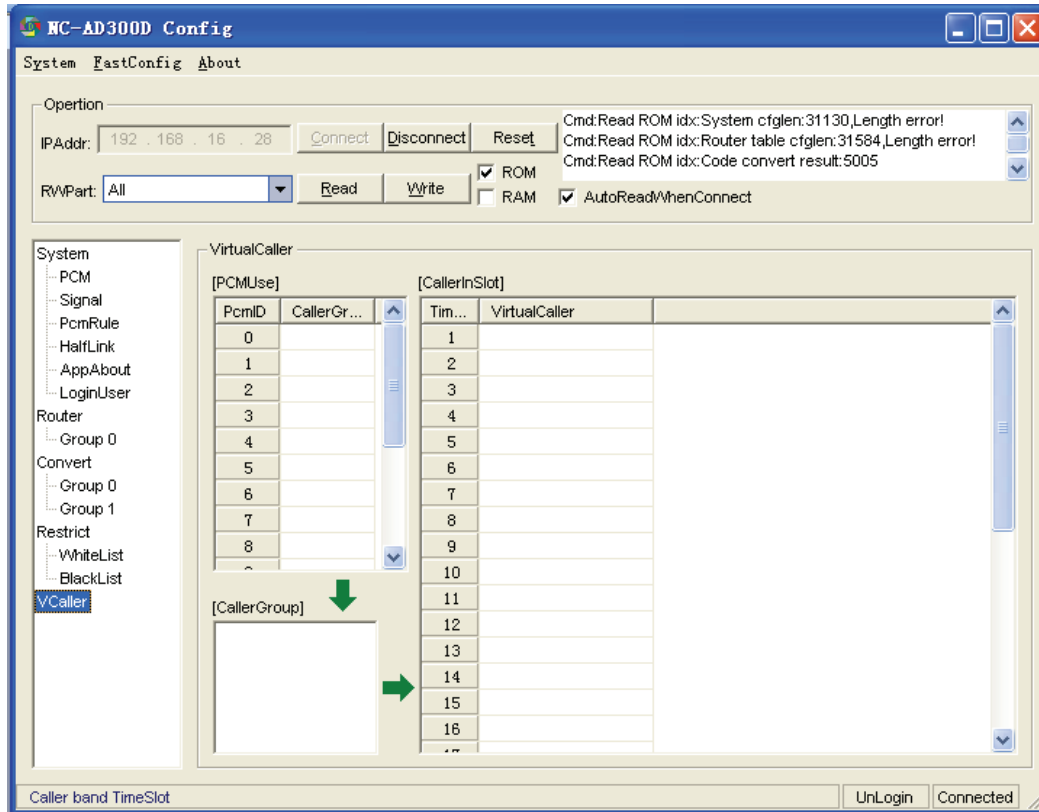 NC-AD300D Config
System FastConfig About
Opertion
IPAddr: 192 . 168 . 16 . 28 Connect Disconnect Reset
Cmd:Read ROM idx:System cfglen:31130,Length error!
Cmd:Read ROM idx:Router table cfglen:31584,Length error!
Cmd:Read ROM idx:Code convert result:5005
RWPart: All Read Write ROM
RAM AutoReadWhenConnect
System
PCM
Signal
PcmRule
HalfLink
AppAbout
LoginUser
Router
Group 0
Convert
Group 0
Group 1
Restrict
WhiteList
BlackList
VCaller
VirtualCaller
[PCMUse]
PcmID CallerGr...
0
1
2
3
4
5
6
7
8
[CallerGroup]
[CallerInSlot]
Tim... VirtualCaller
1
2
3
4
5
6
7
8
9
10
11
12
13
14
15
16
Caller band TimeSlot UnLogin Connected